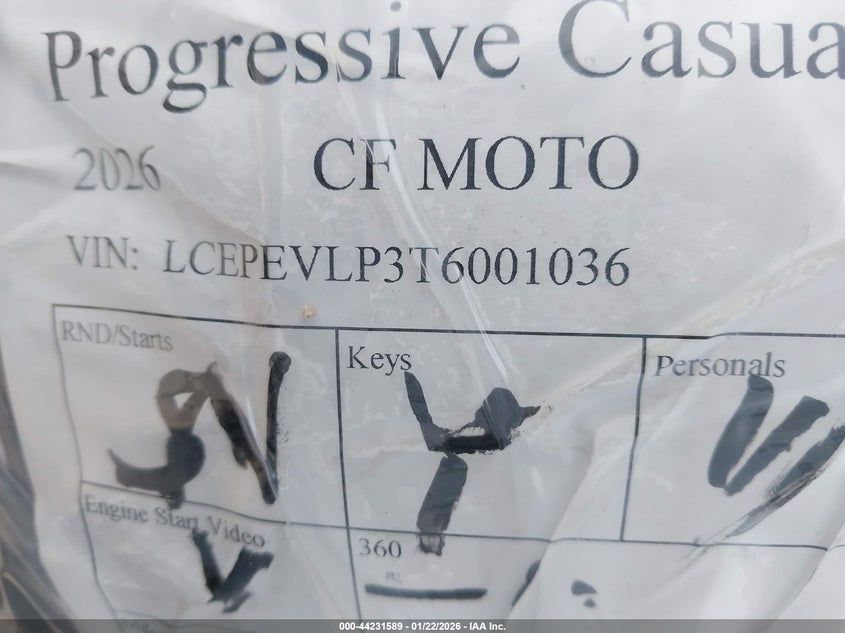 Progressive Casua
2026 CF MOTO
VIN: LCEPEVLP3T6001036
RND/Starts Keys Personals
Y
Engine Start Video 360
000-44231589 - 01/22/2026 - IAA Inc.